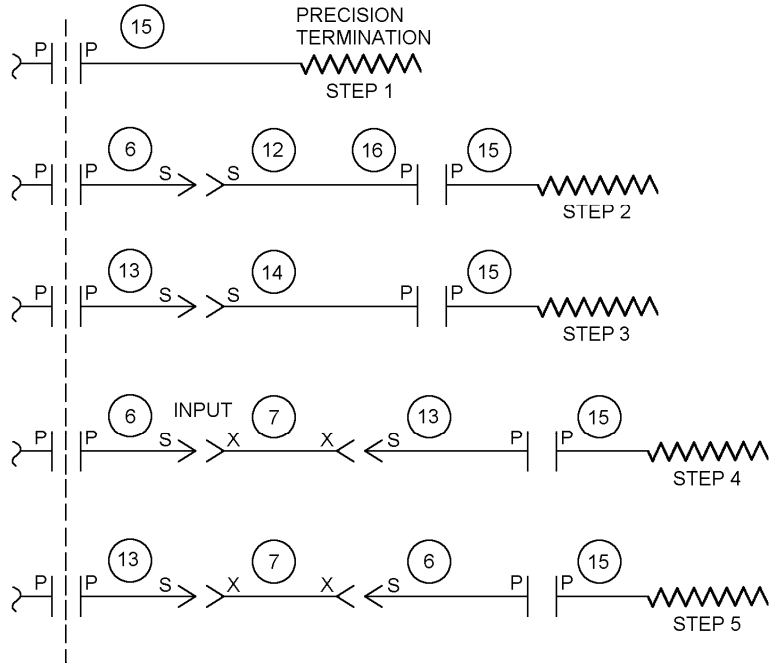 15 PRECISION
TERMINATION
P P
STEP 1
6 12 16 15
P P S S P P
STEP 2
13 14 15
P P S S P P
STEP 3
6 INPUT 7 13 15
P P S X X S P P
STEP 4
13 7 6 15
P P S X X S P P
STEP 5